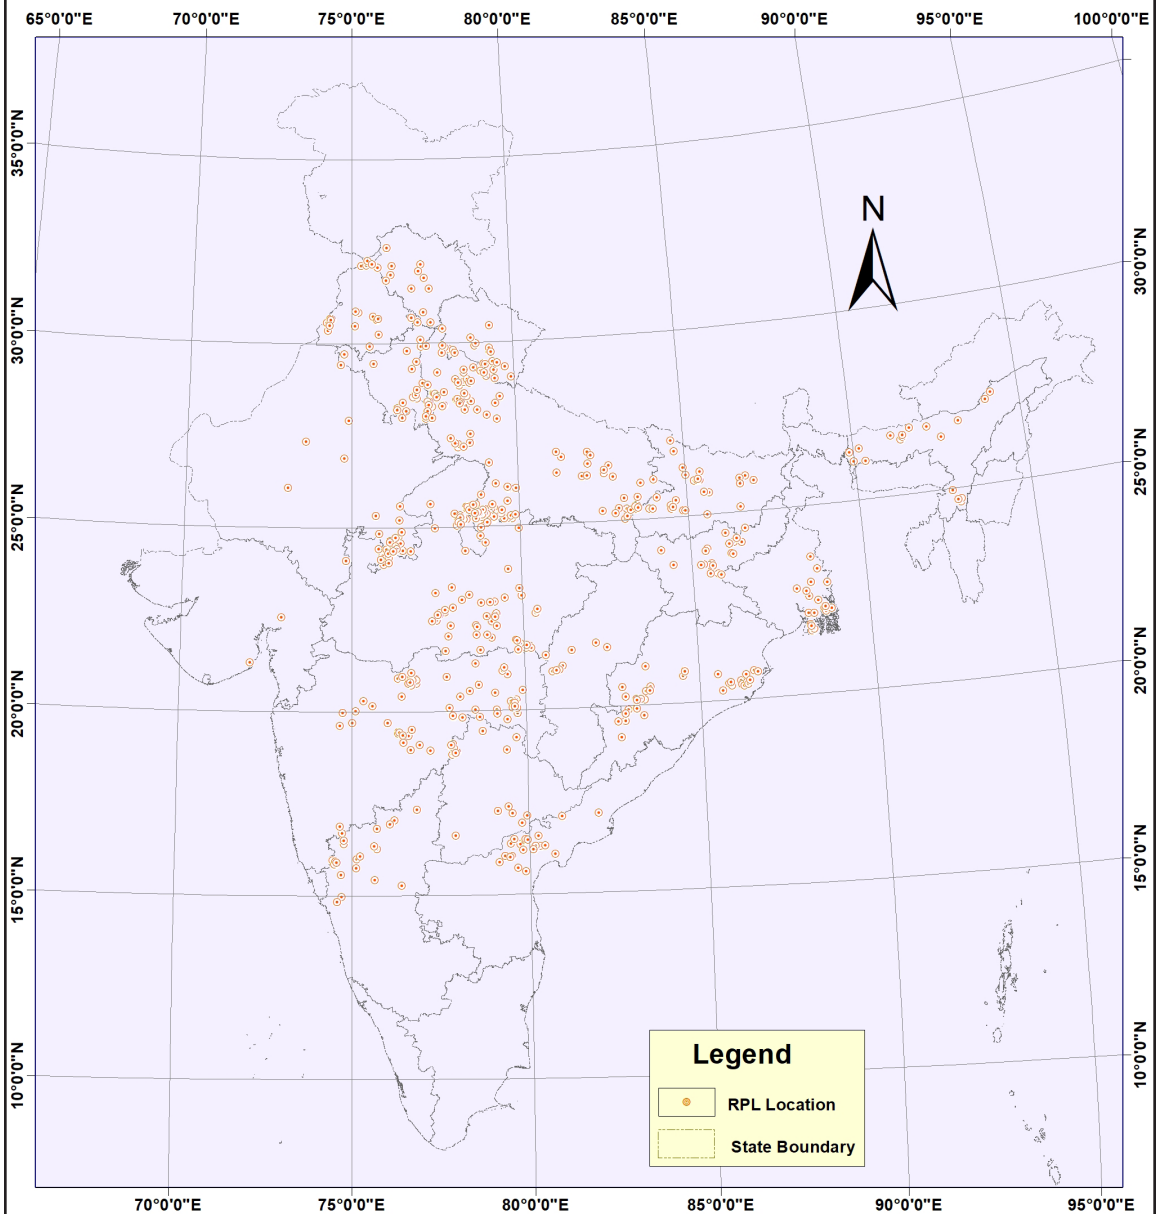 65°0'0"E 70°0'0"E 75°0'0"E 80°0'0"E 85°0'0"E 90°0'0"E 95°0'0"E 100°0'0"E
35°0'0"N
N
30°0'0"N
30°0'0"N
25°0'0"N
25°0'0"N
20°0'0"N
20°0'0"N
15°0'0"N
15°0'0"N
10°0'0"N
10°0'0"N
Legend
RPL Location
State Boundary
70°0'0"E 75°0'0"E 80°0'0"E 85°0'0"E 90°0'0"E 95°0'0"E